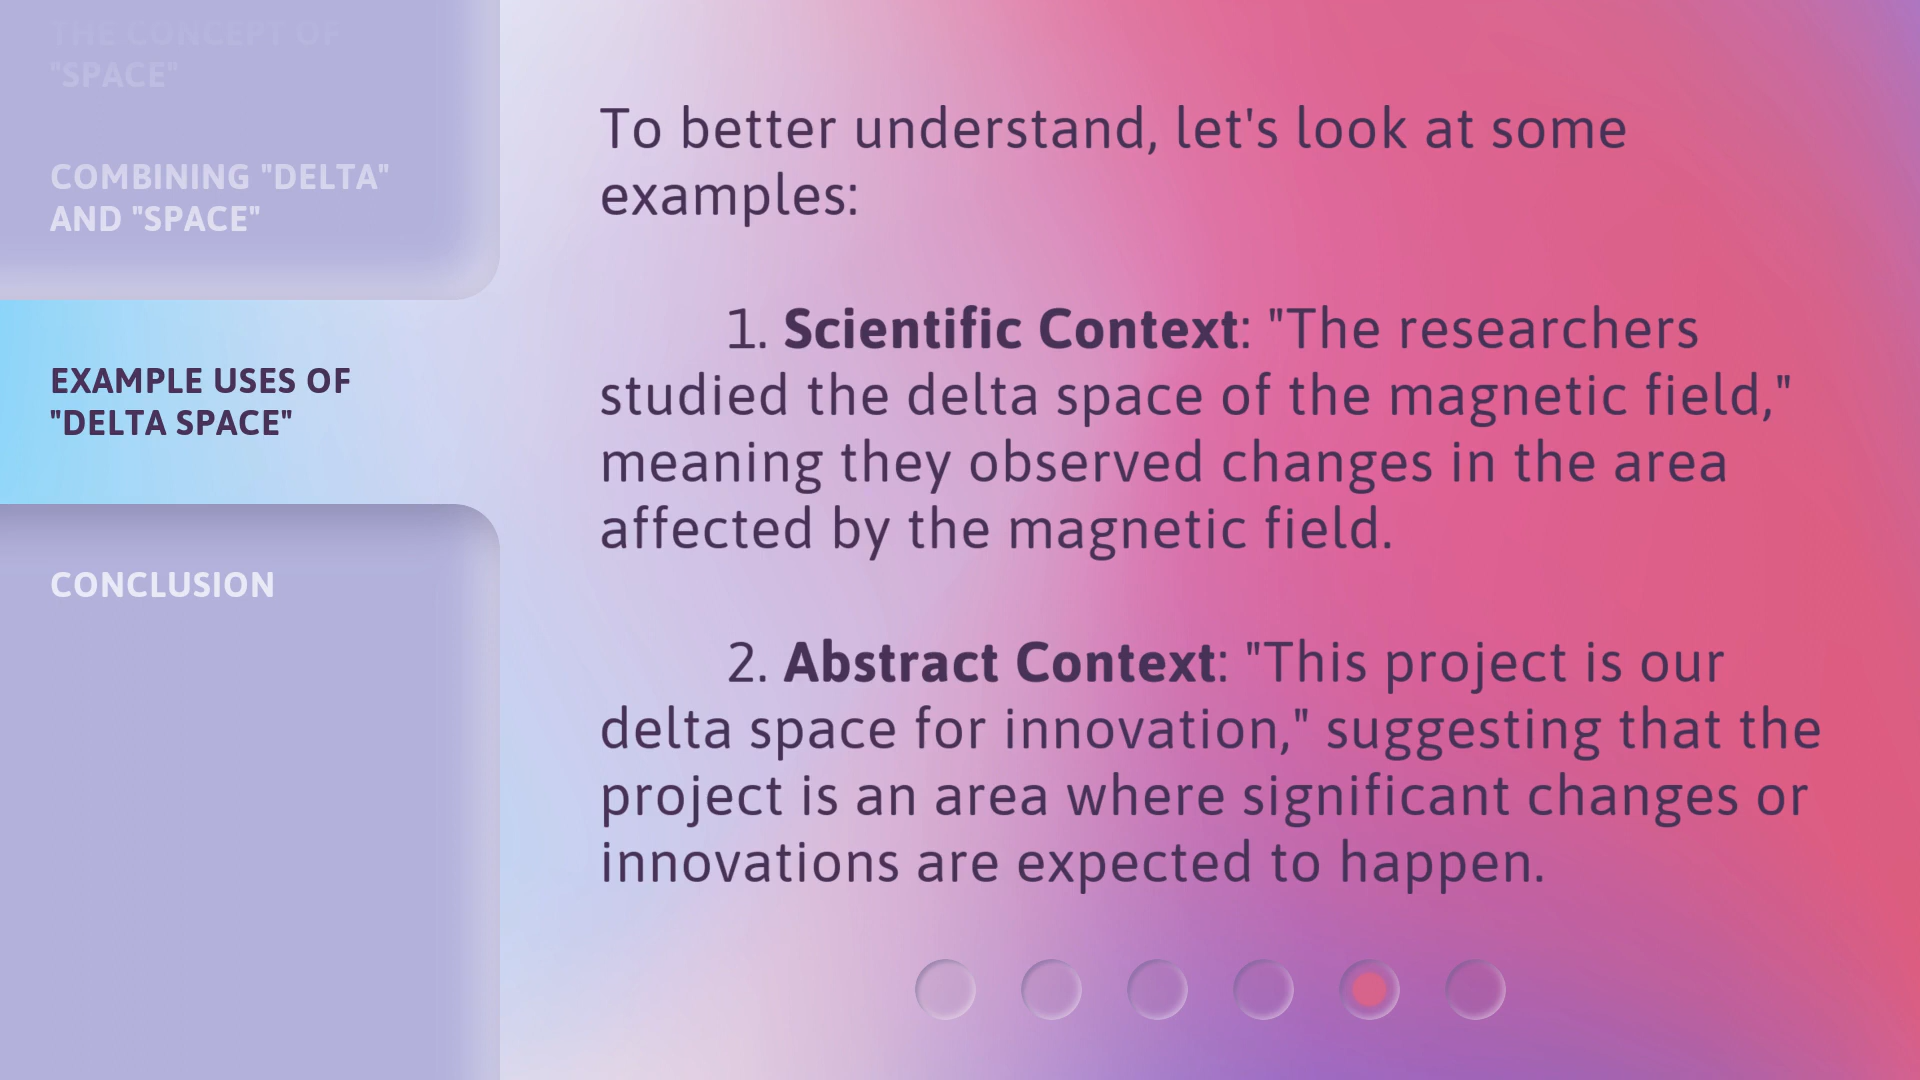 THE CONCEPT OF
"SPACE"
COMBINING "DELTA"
AND "SPACE"
EXAMPLE USES OF
"DELTA SPACE"
CONCLUSION
To better understand, let's look at some
examples:
1. Scientific Context: "The researchers
studied the delta space of the magnetic field,"
meaning they observed changes in the area
affected by the magnetic field.
2. Abstract Context: "This project is our
delta space for innovation," suggesting that the
project is an area where significant changes or
innovations are expected to happen.